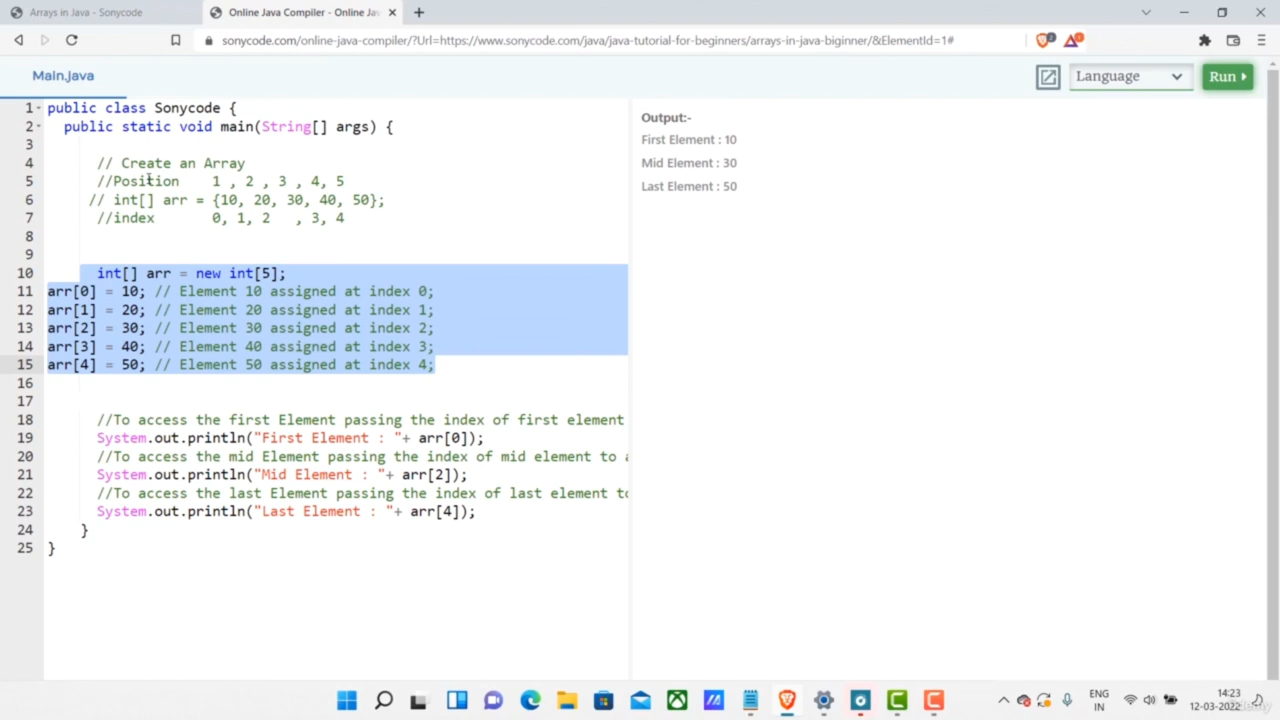 Arrays in Java - Sonycode
Online Java Compiler - Online Jav
sonycode.com/online-java-compiler/?Url=https://www.sonycode.com/java/java-tutorial-for-beginners/arrays-in-java-biginner/&ElementId=1#
Main.java
Language
Run
1 public class Sonycode {
2 public static void main(String[] args) {
3
4 // Create an Array
5 //Position 1 , 2 , 3 , 4, 5
6 // int[] arr = {10, 20, 30, 40, 50};
7 //index 0, 1, 2 , 3, 4
8
9
10 int[] arr = new int[5];
11 arr[0] = 10; // Element 10 assigned at index 0;
12 arr[1] = 20; // Element 20 assigned at index 1;
13 arr[2] = 30; // Element 30 assigned at index 2;
14 arr[3] = 40; // Element 40 assigned at index 3;
15 arr[4] = 50; // Element 50 assigned at index 4;
16
17
18 //To access the first Element passing the index of first element
19 System.out.println("First Element : "+ arr[0]);
20 //To access the mid Element passing the index of mid element to a
21 System.out.println("Mid Element : "+ arr[2]);
22 //To access the last Element passing the index of last element to
23 System.out.println("Last Element : "+ arr[4]);
24 }
25 }
Output:-
First Element : 10
Mid Element : 30
Last Element : 50
ENG
IN
14:23
12-03-2022